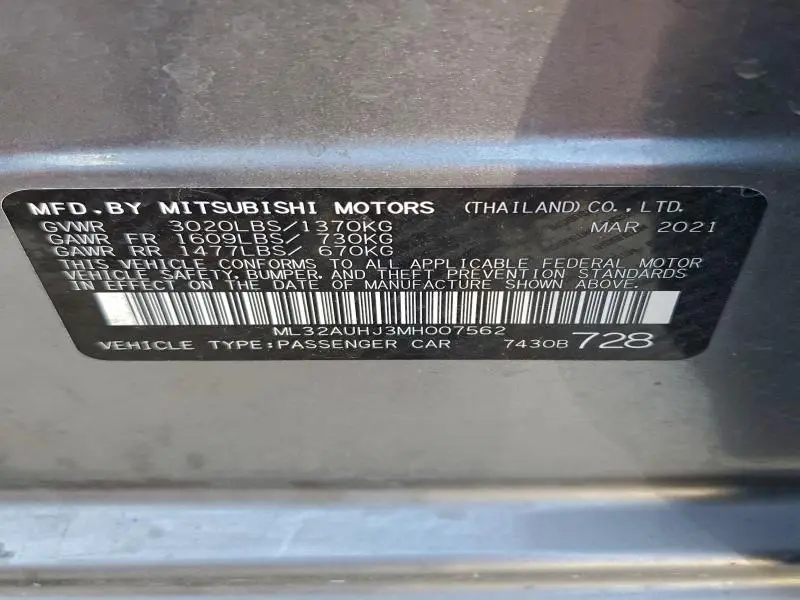 MFD.BY MITSUBISHI MOTORS (THAILAND) CO.,LTD.
GVWR 3020LBS/1370KG MAR 2021
GAWR FR 1609LBS/ 730KG
GAWR RR 1477LBS/ 670KG
THIS VEHICLE CONFORMS TO ALL APPLICABLE FEDERAL MOTOR
VEHICLE SAFETY, BUMPER, AND THEFT PREVENTION STANDARDS
IN EFFECT ON THE DATE OF MANUFACTURE SHOWN ABOVE.
ML32AUHJ3MH007562
VEHICLE TYPE:PASSENGER CAR 7430B 728